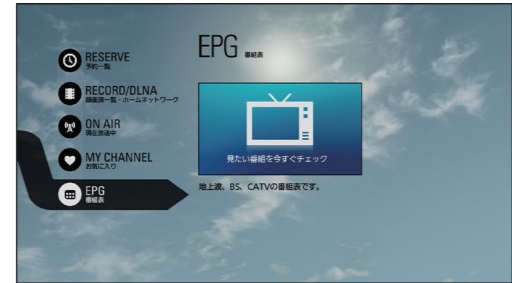 RESERVE
予約一覧
RECORD/DLNA
録画済一覧・ホームネットワーク
ON AIR
現在放送中
MY CHANNEL
お気に入り
EPG
番組表
EPG 番組表
見たい番組を今すぐチェック
地上波、BS、CATVの番組表です。